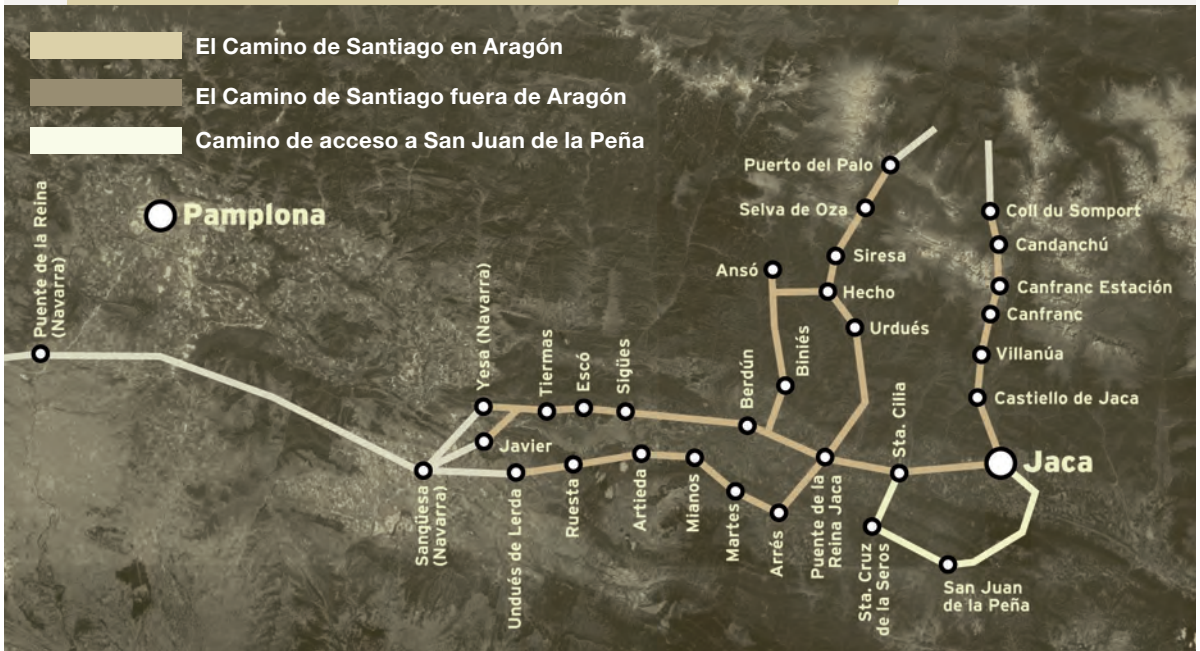 El Camino de Santiago en Aragón
El Camino de Santiago fuera de Aragón
Camino de acceso a San Juan de la Peña
Puente de la Reina
(Navarra)
Pamplona
Puerto del Palo
Selva de Oza
Siresa
Ansó
Hecho
Urdués
Biniés
Coll du Somport
Candanchú
Canfranc Estación
Canfranc
Villanúa
Castiello de Jaca
Jaca
Yesa (Navarra)
Tiermas
Escó
Sigües
Berdún
Sta. Cilia
Javier
Sangüesa
(Navarra)
Undués de Lerda
Ruesta
Artieda
Mianos
Martes
Arrés
Puente de la
Reina Jaca
Sta. Cruz
de la Seros
San Juan
de la Peña